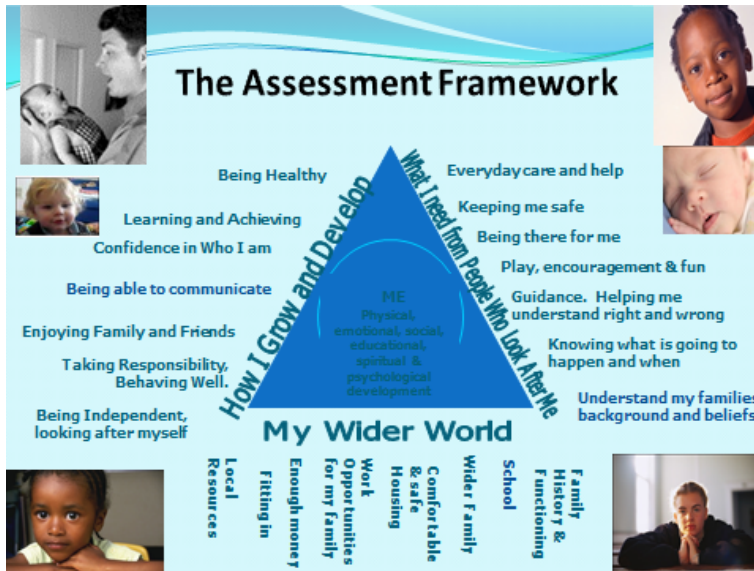 The Assessment Framework
Being Healthy
Learning and Achieving
Confidence in Who I am
Being able to communicate
Enjoying Family and Friends
Taking Responsibility,
Behaving Well.
Being Independent,
looking after myself
How I Grow and Develop
What I need from People Who Look After Me
Everyday care and help
Keeping me safe
Being there for me
Play, encouragement & fun
Guidance. Helping me
understand right and wrong
Knowing what is going to
happen and when
Understand my families
background and beliefs
ME
Physical,
emotional, social,
educational,
spiritual &
psychological
development
My Wider World
Local
Resources
Fitting in
Enough money
Work
Opportunities
for my family
Comfortable
& safe
Housing
Wider Family
School
Family
History &
Functioning